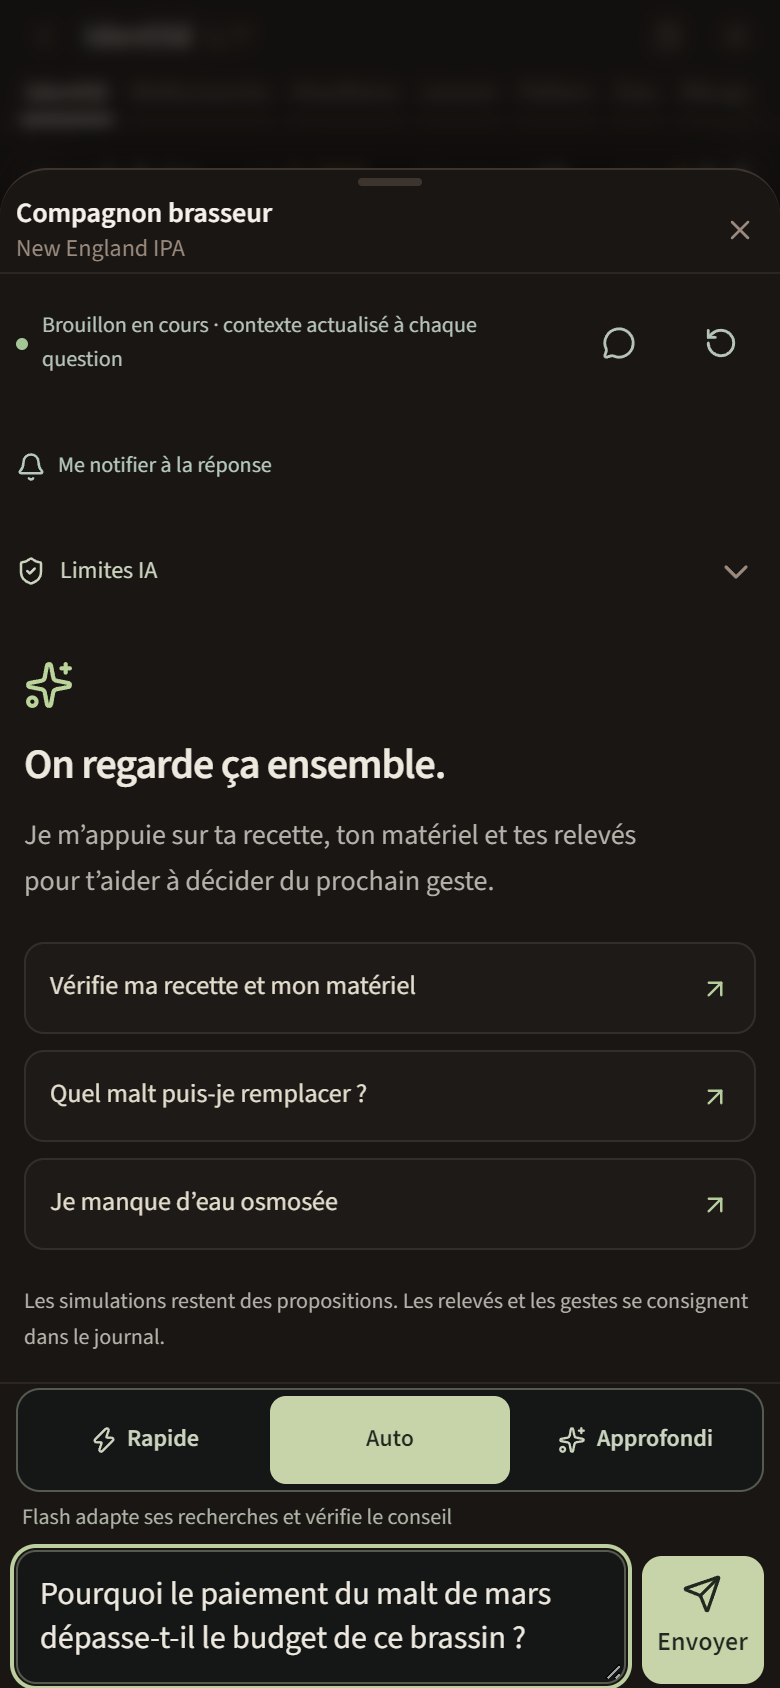 Compagnon brasseur
New England IPA
Brouillon en cours · contexte actualisé à chaque
question
Me notifier à la réponse
Limites IA
On regarde ça ensemble.
Je m’appuie sur ta recette, ton matériel et tes relevés
pour t’aider à décider du prochain geste.
Vérifie ma recette et mon matériel
Quel malt puis-je remplacer ?
Je manque d’eau osmosée
Les simulations restent des propositions. Les relevés et les gestes se consignent
dans le journal.
Rapide
Auto
Approfondi
Flash adapte ses recherches et vérifie le conseil
Pourquoi le paiement du malt de mars
dépasse-t-il le budget de ce brassin ?
Envoyer